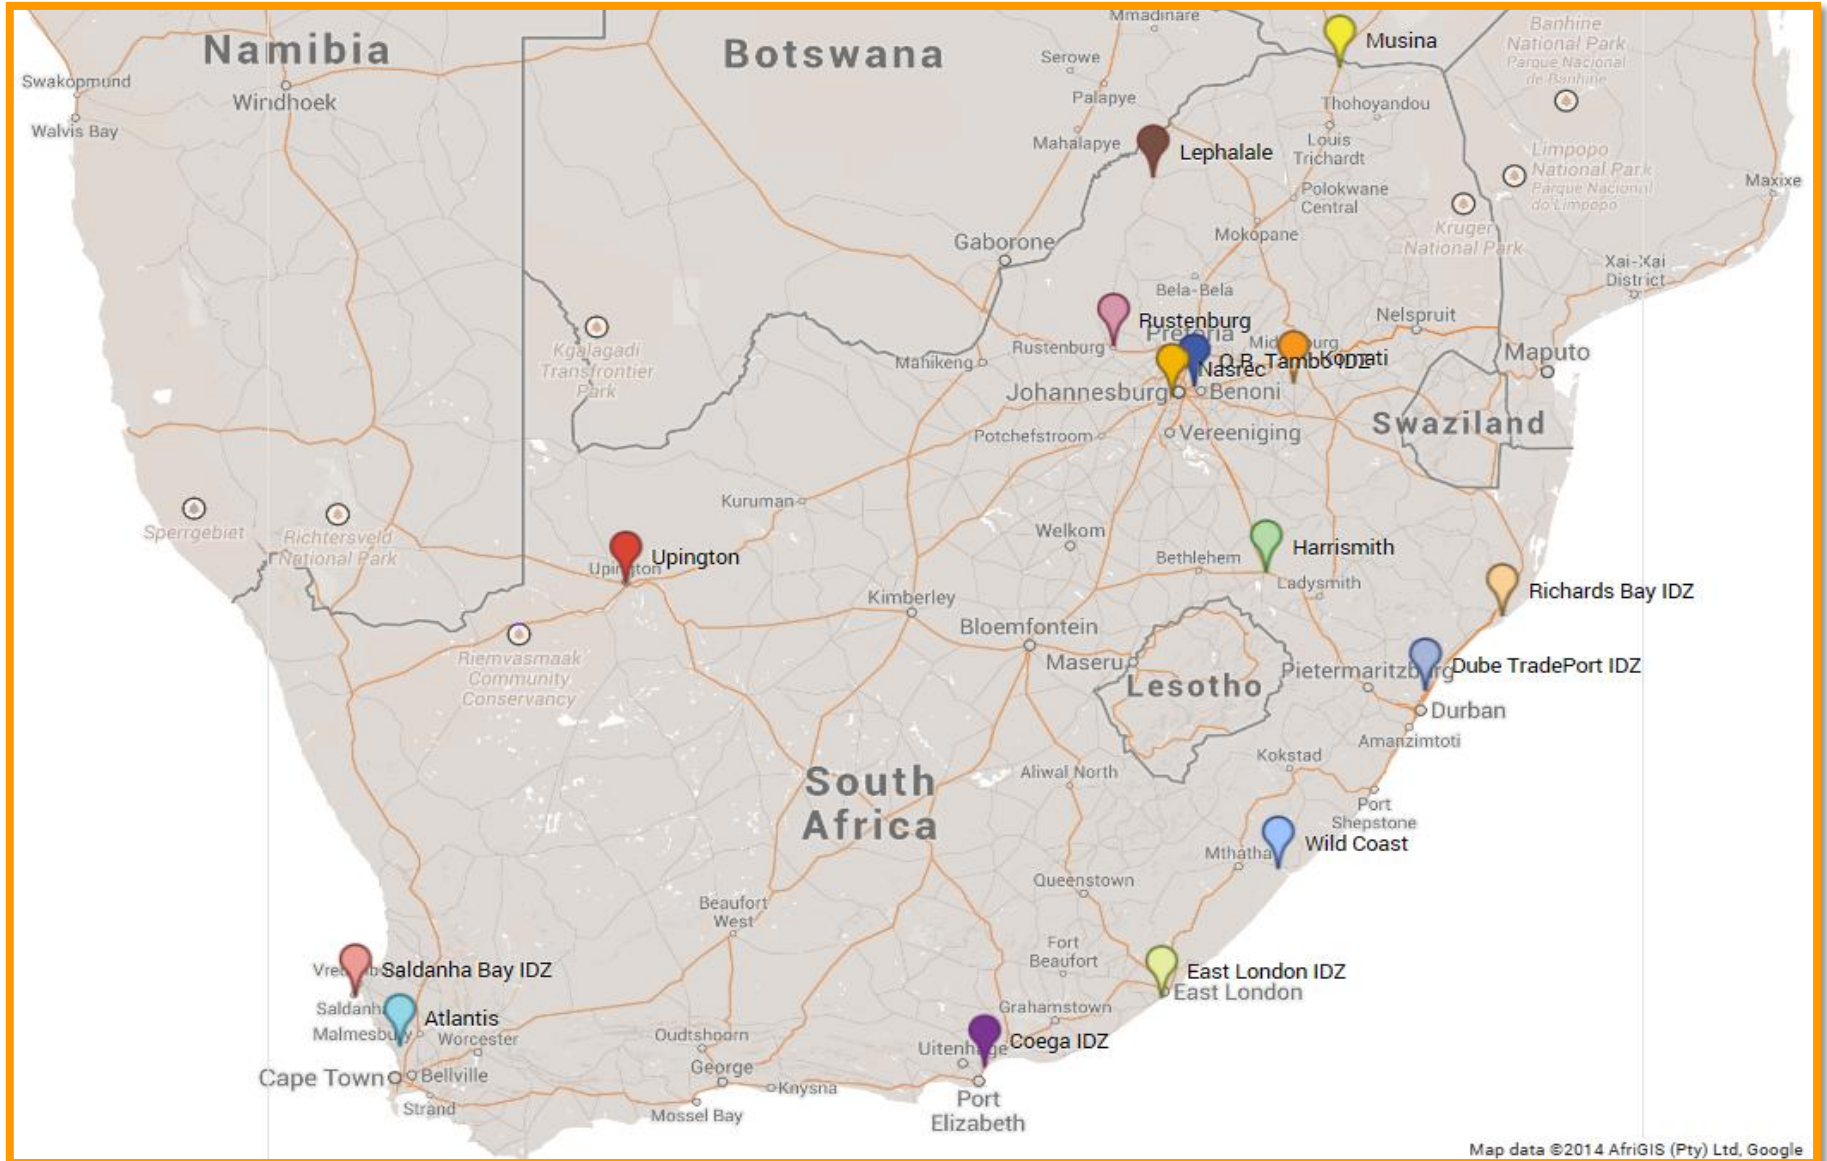 Mmadinare
Banhine
National Park
Parque Nacional
de Banhine
Namibia
Botswana
Musina
Serowe
Swakopmund
Windhoek
Palapye
Thohoyandou
Walvis Bay
Mahalapye
Louis
Trichardt
Lephalale
Limpopo
National Park
Parque Nacional
do Limpopo
Maxixe
Polokwane
Central
Gaborone
Mokopane
Kruger
National Park
Xai-Xai
District
Bela-Bela
Nelspruit
Rustenburg
Pretoria
Kgalagadi
Transfrontier
Park
Mahikeng
Rustenburg
O.R. Tambo IDZ
Komati
Nasrec
Maputo
Johannesburg
Benoni
Swaziland
Potchefstroom
Vereeniging
Kuruman
Sperrgebiet
Richtersveld
National Park
Welkom
Harrismith
Upington
Upington
Bethlehem
Ladysmith
Richards Bay IDZ
Kimberley
Bloemfontein
Riemvasmaak
Community
Conservancy
Maseru
Pietermaritzburg
Dube TradePort IDZ
Lesotho
Durban
Amanzimtoti
Kokstad
South
Africa
Aliwal North
Port
Shepstone
Wild Coast
Mthatha
Queenstown
Beaufort
West
Fort
Beaufort
Saldanha Bay IDZ
East London IDZ
East London
Grahamstown
Atlantis
Malmesbury
Worcester
Oudtshoorn
Uitenhage
Coega IDZ
Cape Town
Bellville
George
Knysna
Strand
Mossel Bay
Port
Elizabeth
Map data ©2014 AfriGIS (Pty) Ltd, Google